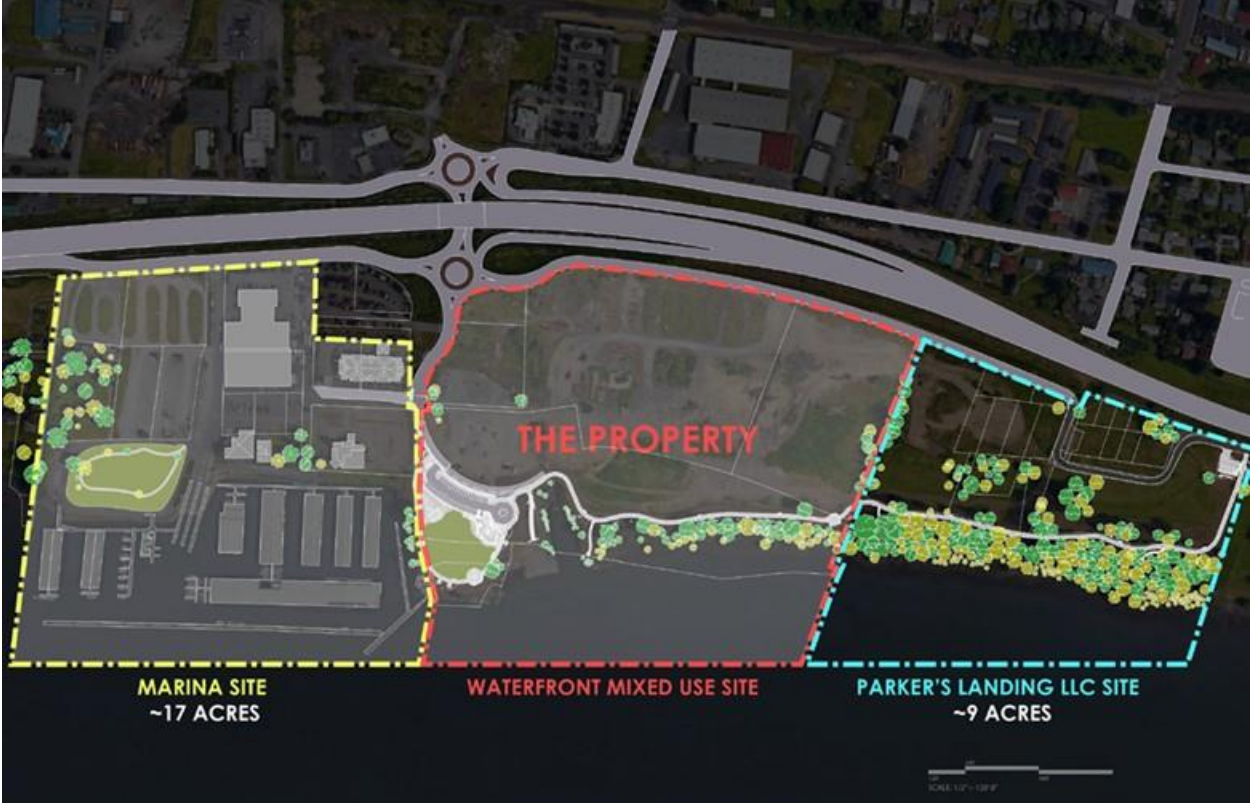 THE PROPERTY
MARINA SITE
~17 ACRES
WATERFRONT MIXED USE SITE
PARKER'S LANDING LLC SITE
~9 ACRES